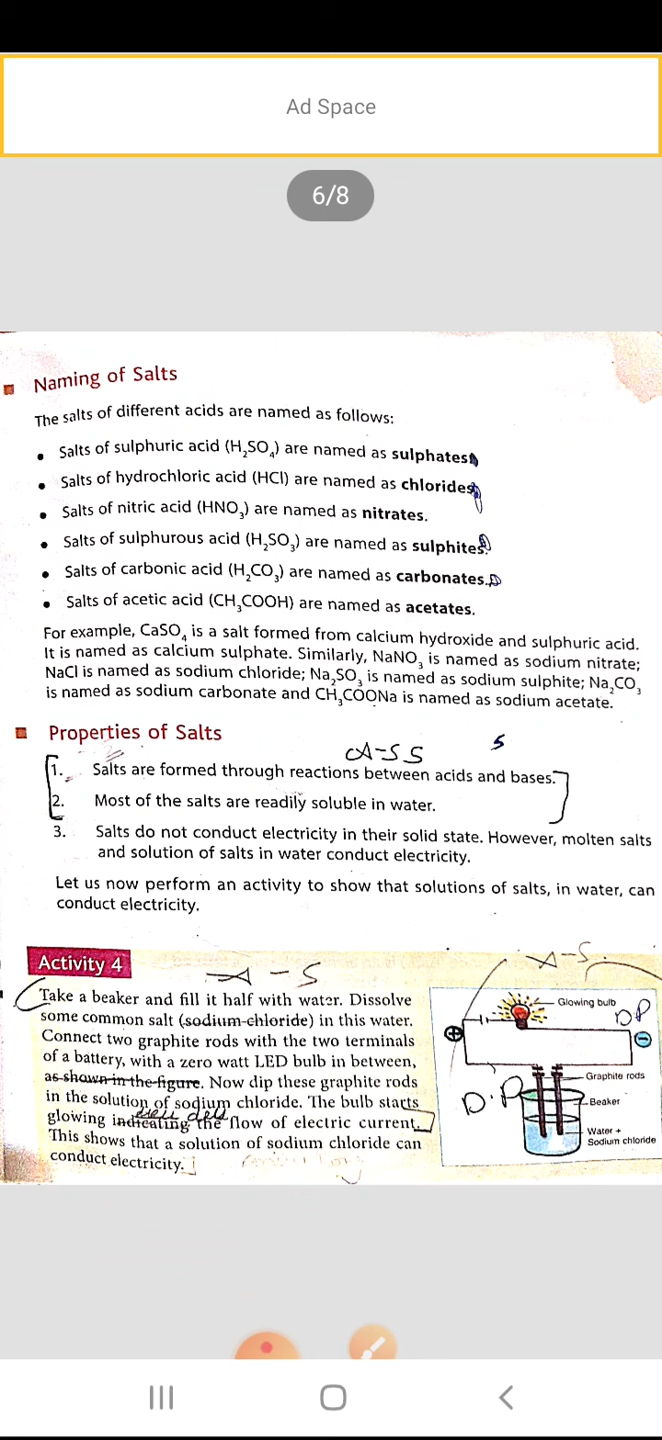 Ad Space
6/8
Naming of Salts
The salts of different acids are named as follows:
• Salts of sulphuric acid (H₂SO₄) are named as sulphates.
• Salts of hydrochloric acid (HCl) are named as chlorides.
• Salts of nitric acid (HNO₃) are named as nitrates.
• Salts of sulphurous acid (H₂SO₃) are named as sulphites.
• Salts of carbonic acid (H₂CO₃) are named as carbonates.
• Salts of acetic acid (CH₃COOH) are named as acetates.
For example, CaSO₄ is a salt formed from calcium hydroxide and sulphuric acid.
It is named as calcium sulphate. Similarly, NaNO₃ is named as sodium nitrate;
NaCl is named as sodium chloride; Na₂SO₃ is named as sodium sulphite; Na₂CO₃
is named as sodium carbonate and CH₃COONa is named as sodium acetate.
Properties of Salts
A-SS
S
1. Salts are formed through reactions between acids and bases.
2. Most of the salts are readily soluble in water.
3. Salts do not conduct electricity in their solid state. However, molten salts
and solution of salts in water conduct electricity.
Let us now perform an activity to show that solutions of salts, in water, can
conduct electricity.
Activity 4
A-S
A-S
Take a beaker and fill it half with water. Dissolve
some common salt (sodium chloride) in this water.
Connect two graphite rods with the two terminals
of a battery, with a zero watt LED bulb in between,
as shown in the figure. Now dip these graphite rods
in the solution of sodium chloride. The bulb starts
glowing indicating the flow of electric current.
This shows that a solution of sodium chloride can
conduct electricity.
Glowing bulb
DP
+
−
Graphite rods
D.P
Beaker
Water +
Sodium chloride